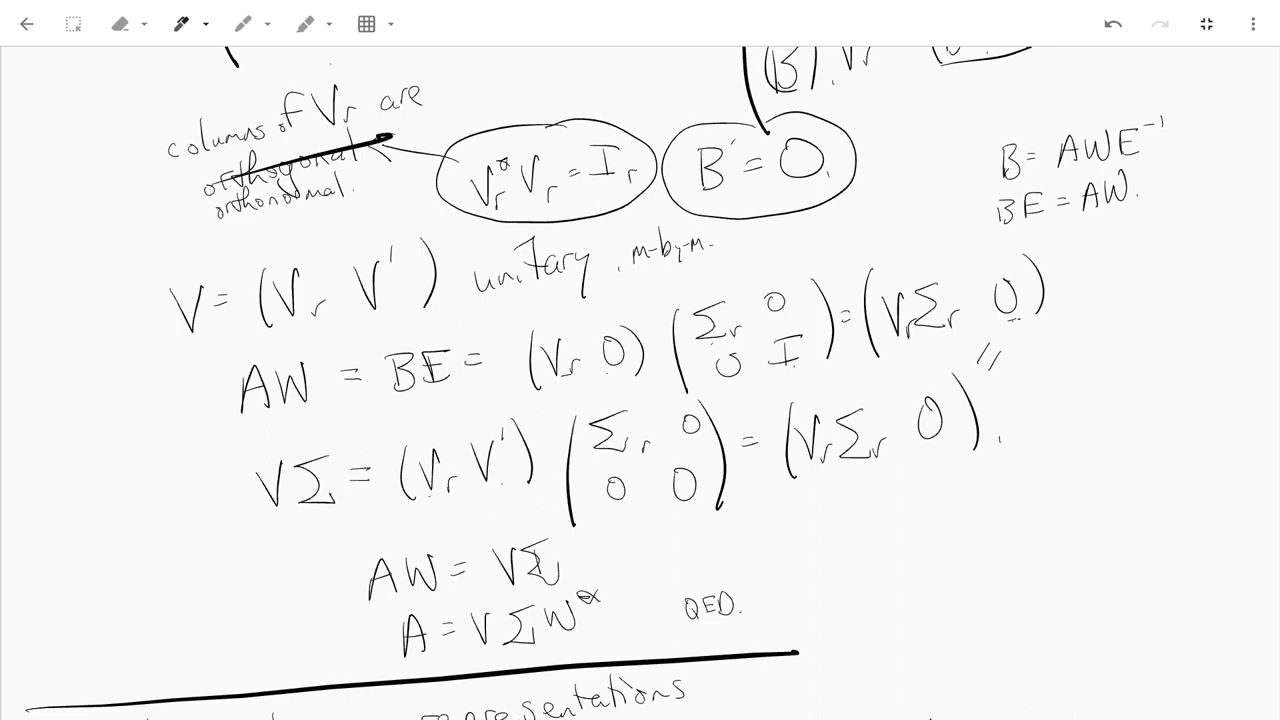 (B). Vr
columns of Vr are
orthogonal
orthonormal.
Vr* Vr = Ir
B' = 0.
B = AWE⁻¹
BE = AW.
V = (Vr V') unitary, m-by-m.
AW = BE = (Vr 0) (Σr 0 0 I) = (VrΣr 0)
=
VΣ = (Vr V') (Σr 0 0 0) = (VrΣr 0).
AW = VΣ
A = VΣW* QED.
representations